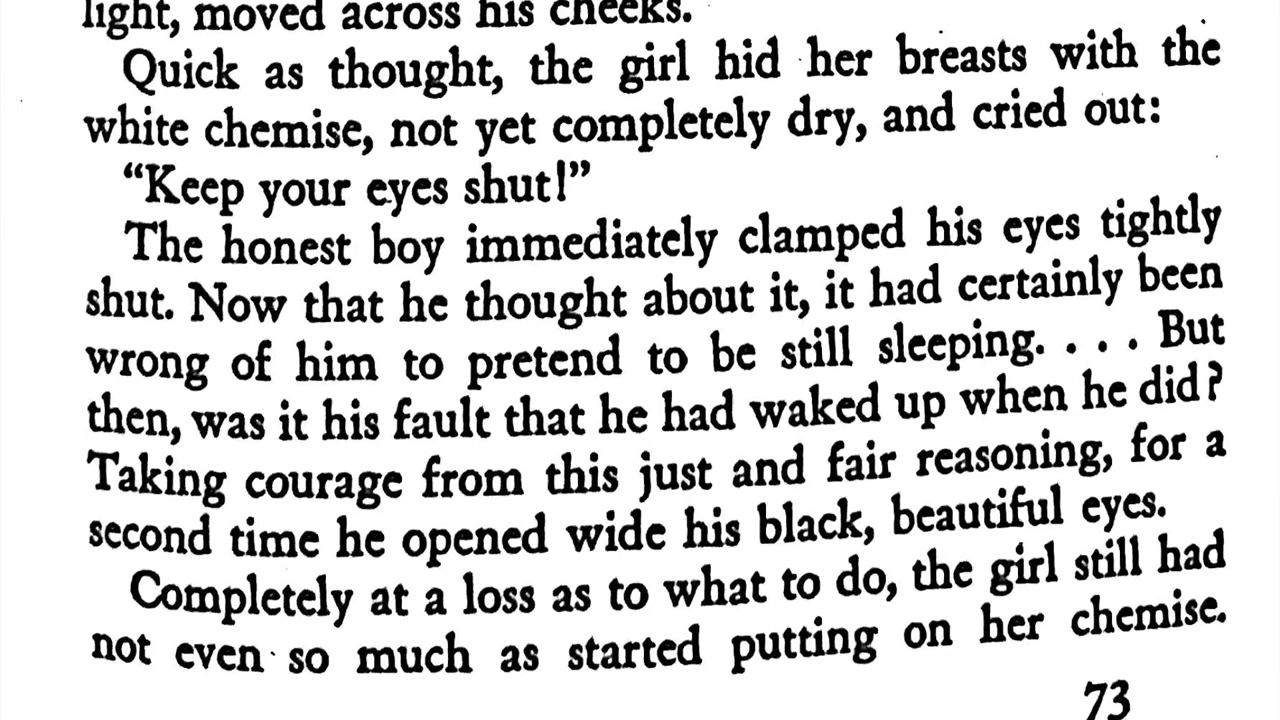 light, moved across his cheeks.
Quick as thought, the girl hid her breasts with the
white chemise, not yet completely dry, and cried out:
“Keep your eyes shut!”
The honest boy immediately clamped his eyes tightly
shut. Now that he thought about it, it had certainly been
wrong of him to pretend to be still sleeping. . . . But
then, was it his fault that he had waked up when he did?
Taking courage from this just and fair reasoning, for a
second time he opened wide his black, beautiful eyes.
Completely at a loss as to what to do, the girl still had
not even so much as started putting on her chemise.
73